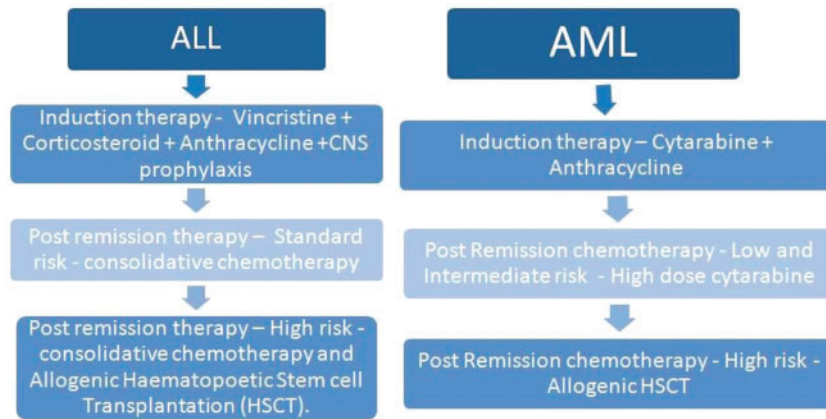 ALL
Induction therapy - Vincristine +
Corticosteroid + Anthracycline +CNS
prophylaxis
Post remission therapy – Standard
risk - consolidative chemotherapy
Post remission therapy – High risk -
consolidative chemotherapy and
Allogenic Haematopoetic Stem cell
Transplantation (HSCT).
AML
Induction therapy – Cytarabine +
Anthracycline
Post Remission chemotherapy - Low and
Intermediate risk - High dose cytarabine
Post Remission chemotherapy - High risk -
Allogenic HSCT